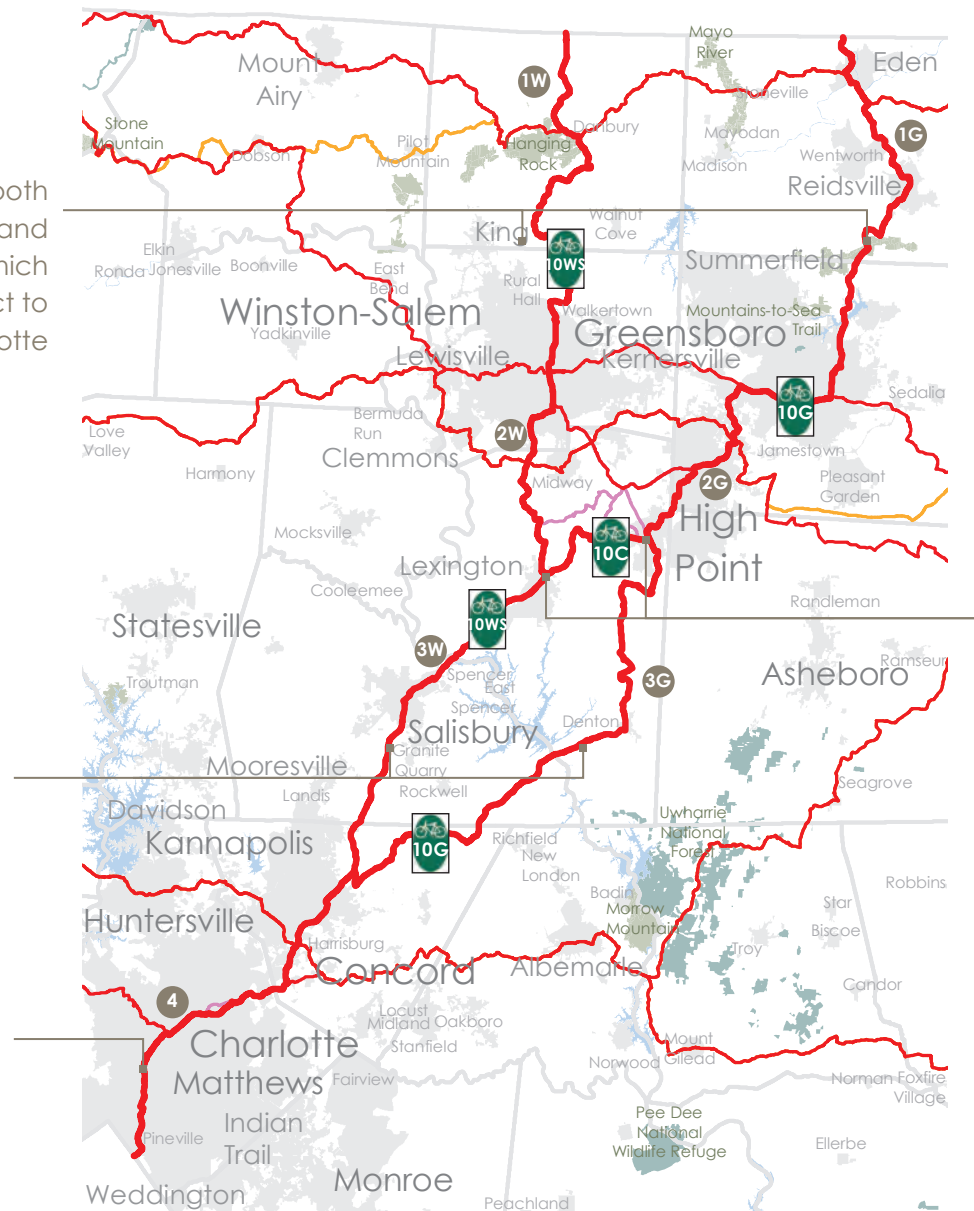 Mayo
River
Eden
Mount
Airy
1W
Stoneville
Stone
Mountain
Danbury
Mayodan
1G
Dobson
Pilot
Mountain
Hanging
Rock
Madison
Wentworth
Reidsville
both
and
hich
ct to
otte
Walnut
Cove
King
Elkin
Ronda
Jonesville
Boonville
East
Bend
10WS
Rural
Hall
Summerfield
Winston-Salem
Walkertown
Mountains-to-Sea
Trail
Yadkinville
Greensboro
Lewisville
Kernersville
10G
Sedalia
Love
Valley
Bermuda
Run
2W
Clemmons
Jamestown
Harmony
Midway
2G
Pleasant
Garden
Mocksville
High
Point
10C
Lexington
Cooleemee
10WS
Randleman
Statesville
3W
Spencer
East
Spencer
3G
Asheboro
Ramseur
Troutman
Salisbury
Denton
Granite
Quarry
Mooresville
Landis
Rockwell
Seagrove
Davidson
Kannapolis
10G
Richfield
New
London
Uwharrie
National
Forest
Badin
Morrow
Mountain
Robbins
Star
Biscoe
Huntersville
Harrisburg
Concord
Albemarle
Troy
Candor
4
Locust
Midland
Oakboro
Stanfield
Charlotte
Mount
Gilead
Norwood
Matthews
Fairview
Norman
Foxfire
Village
Indian
Trail
Pineville
Pee Dee
National
Wildlife Refuge
Ellerbe
Weddington
Monroe
Peachland